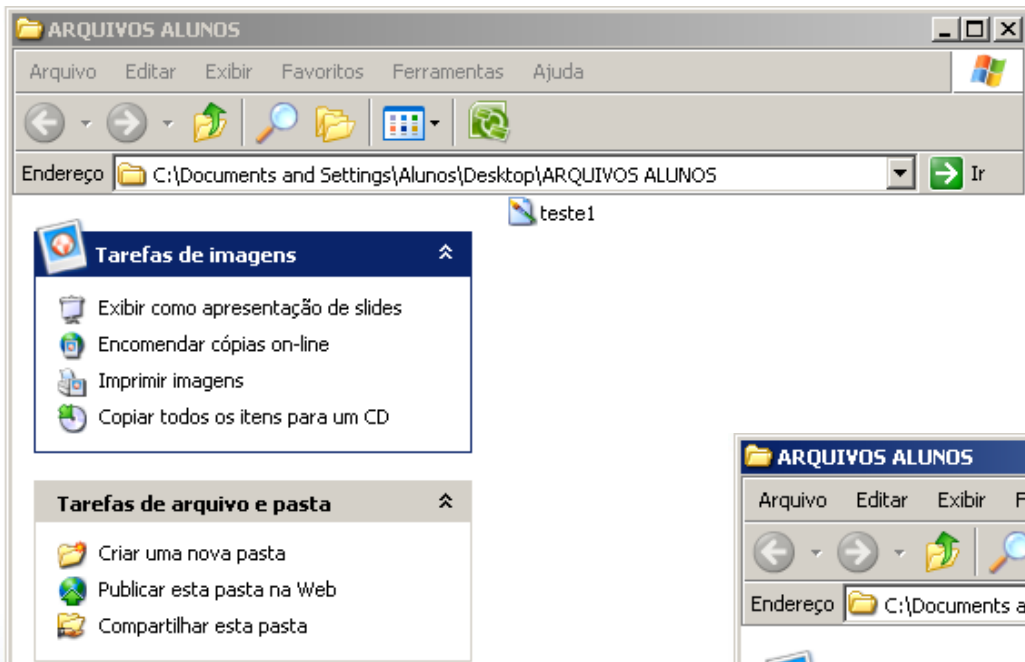 ARQUIVOS ALUNOS
Arquivo Editar Exibir Favoritos Ferramentas Ajuda
Endereço C:\Documents and Settings\Alunos\Desktop\ARQUIVOS ALUNOS Ir
teste1
Tarefas de imagens
Exibir como apresentação de slides
Encomendar cópias on-line
Imprimir imagens
Copiar todos os itens para um CD
Tarefas de arquivo e pasta
Criar uma nova pasta
Publicar esta pasta na Web
Compartilhar esta pasta
ARQUIVOS ALUNOS
Arquivo Editar Exibir F
Endereço C:\Documents a